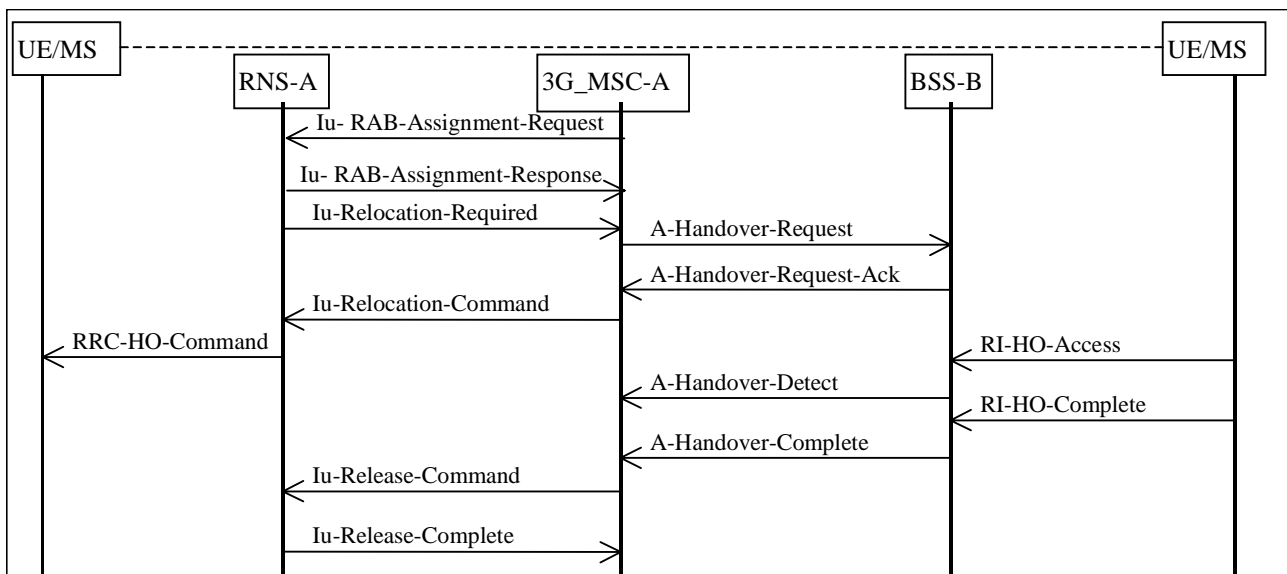 UE/MS
UE/MS
RNS-A
3G_MSC-A
BSS-B
Iu- RAB-Assignment-Request
Iu- RAB-Assignment-Response
Iu-Relocation-Required
A-Handover-Request
A-Handover-Request-Ack
Iu-Relocation-Command
RRC-HO-Command
RI-HO-Access
A-Handover-Detect
RI-HO-Complete
A-Handover-Complete
Iu-Release-Command
Iu-Release-Complete